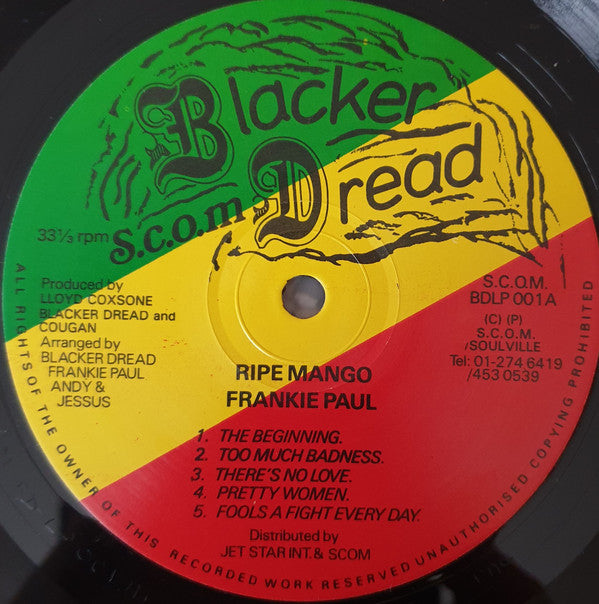 Blacker
Dread
S.c.o.m
33⅓ rpm
Produced by
LLOYD COXSONE
BLACKER DREAD and
COUGAN
Arranged by
BLACKER DREAD
FRANKIE PAUL
ANDY &
JESSUS
S.C.O.M.
BDLP 001A
(C) (P)
S.C.O.M.
/SOULVILLE
Tel: 01-274 6419
/453 0539
RIPE MANGO
FRANKIE PAUL
1. THE BEGINNING.
2. TOO MUCH BADNESS.
3. THERE'S NO LOVE.
4. PRETTY WOMEN.
5. FOOLS A FIGHT EVERY DAY.
Distributed by
JET STAR INT. & SCOM
ALL RIGHTS OF THE OWNER OF THIS RECORDED WORK RESERVED UNAUTHORISED COPYING PROHIBITED